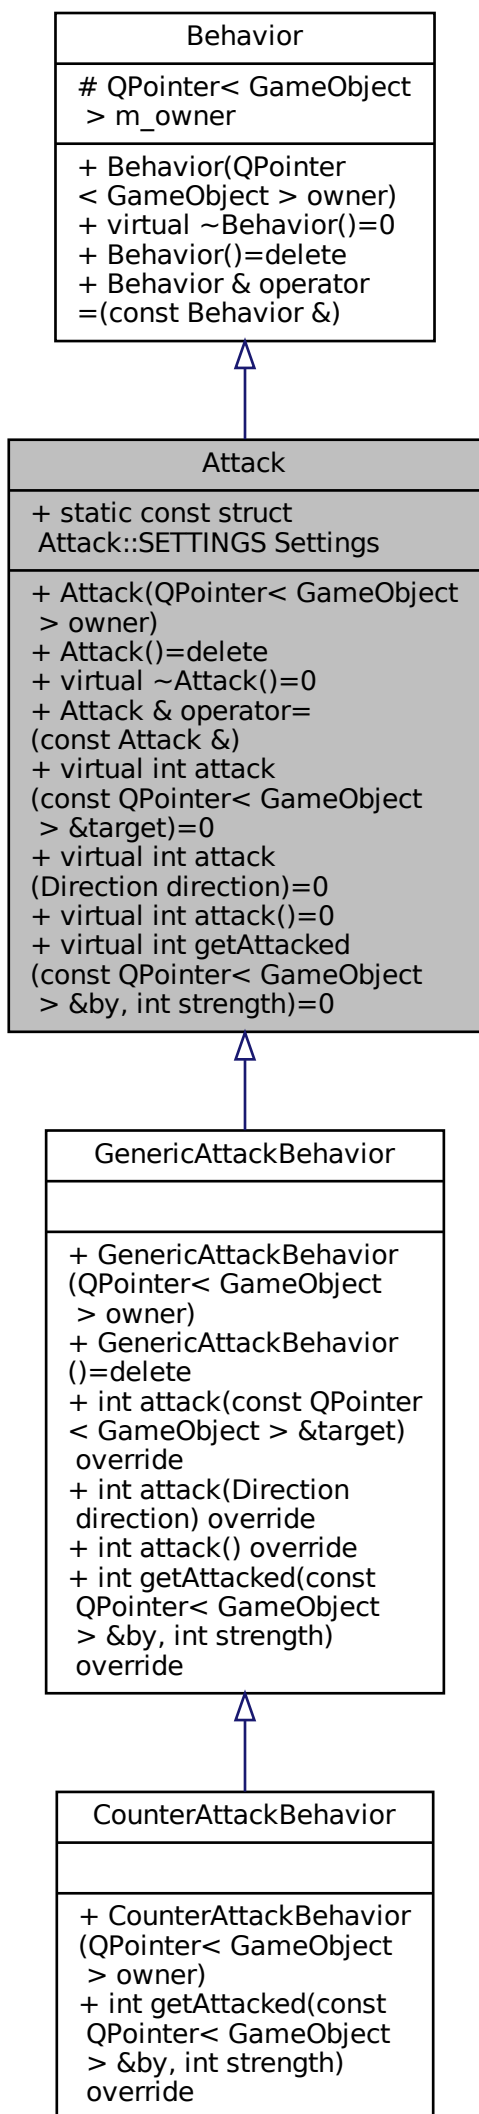 Behavior
# QPointer< GameObject
> m_owner
+ Behavior(QPointer
< GameObject > owner)
+ virtual ~Behavior()=0
+ Behavior()=delete
+ Behavior & operator
=(const Behavior &)
Attack
+ static const struct
Attack::SETTINGS Settings
+ Attack(QPointer< GameObject
> owner)
+ Attack()=delete
+ virtual ~Attack()=0
+ Attack & operator=
(const Attack &)
+ virtual int attack
(const QPointer< GameObject
> &target)=0
+ virtual int attack
(Direction direction)=0
+ virtual int attack()=0
+ virtual int getAttacked
(const QPointer< GameObject
> &by, int strength)=0
GenericAttackBehavior
+ GenericAttackBehavior
(QPointer< GameObject
> owner)
+ GenericAttackBehavior
()=delete
+ int attack(const QPointer
< GameObject > &target)
override
+ int attack(Direction
direction) override
+ int attack() override
+ int getAttacked(const
QPointer< GameObject
> &by, int strength)
override
CounterAttackBehavior
+ CounterAttackBehavior
(QPointer< GameObject
> owner)
+ int getAttacked(const
QPointer< GameObject
> &by, int strength)
override